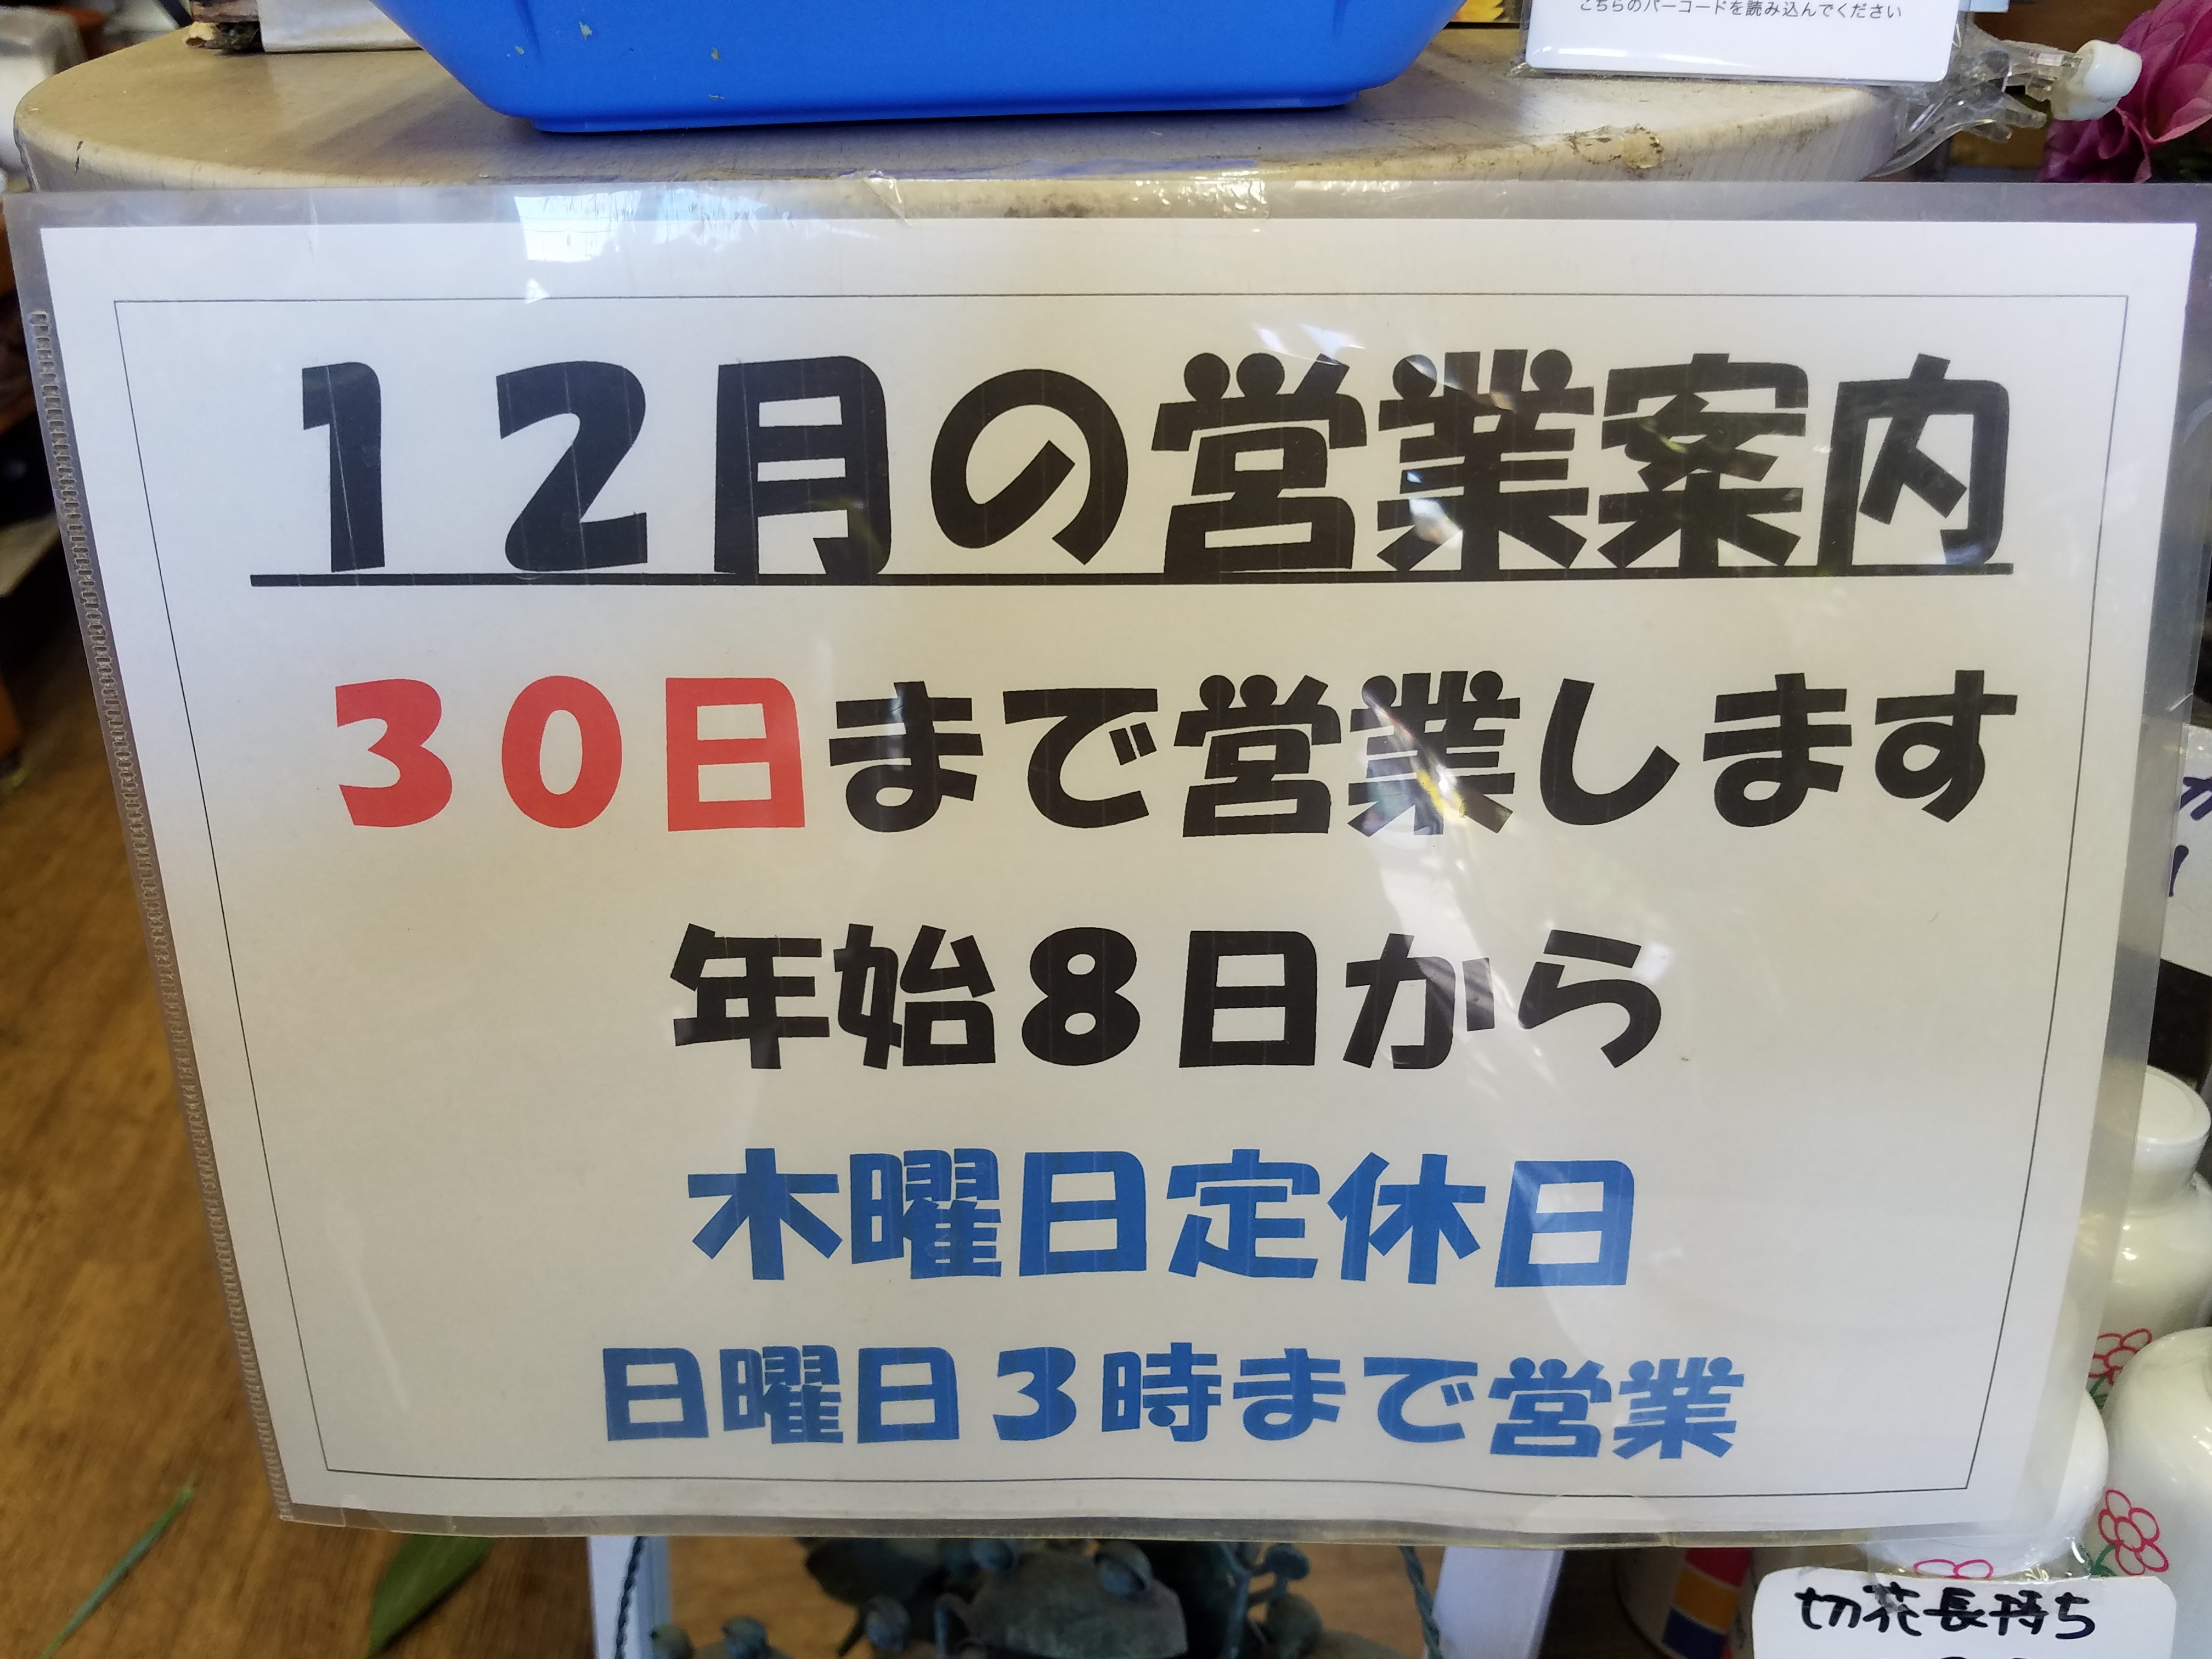 こちらのバーコードを読み込んでください
１２月の営業案内
３０日まで営業します
年始８日から
木曜日定休日
日曜日３時まで営業
切花長持ち